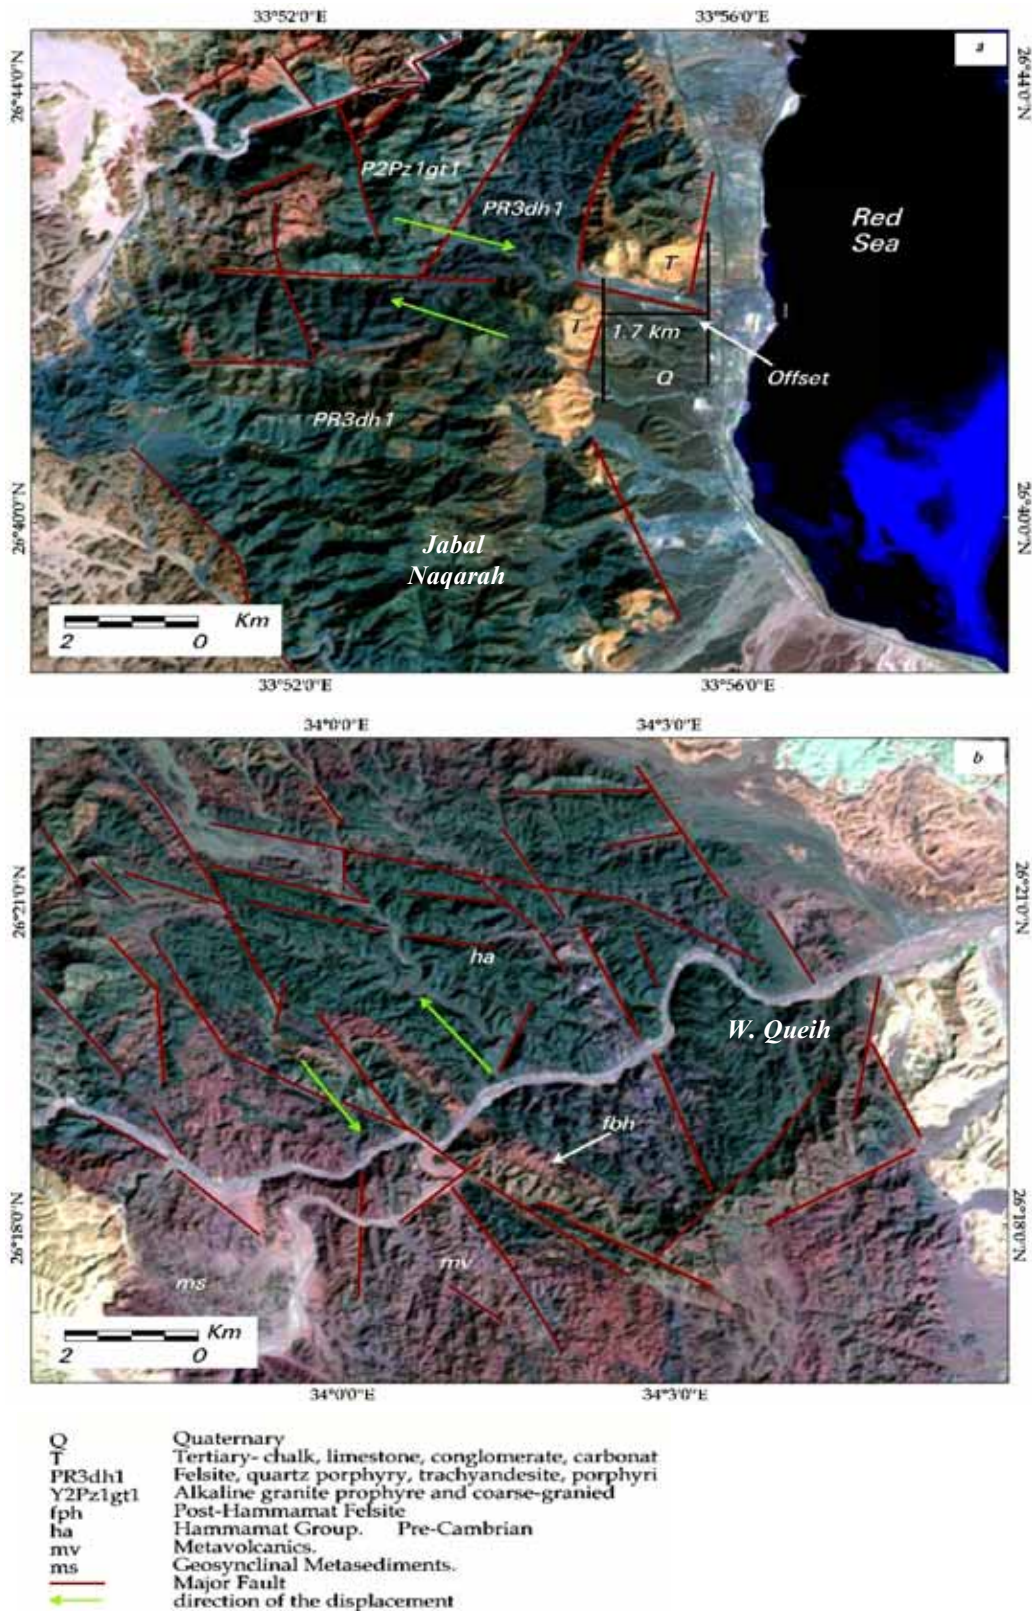 33°52'0"E
33°56'0"E
a
26°44'0"N
26°44'0"N
P2Pz1gt1
PR3dh1
Red
Sea
T
T
1.7 km
Q
Offset
PR3dh1
26°40'0"N
26°40'0"N
Jabal
Naqarah
Km
2 0
33°52'0"E
33°56'0"E
34°0'0"E
34°3'0"E
b
26°21'0"N
26°21'0"N
ha
W. Queih
fbh
26°18'0"N
26°18'0"N
mv
ms
Km
2 0
34°0'0"E
34°3'0"E
Q Quaternary
T Tertiary- chalk, limestone, conglomerate, carbonat
PR3dh1 Felsite, quartz porphyry, trachyandesite, porphyri
Y2Pz1gt1 Alkaline granite prophyre and coarse-granied
fph Post-Hammamat Felsite
ha Hammamat Group. Pre-Cambrian
mv Metavolcanics.
ms Geosynclinal Metasediments.
Major Fault
direction of the displacement